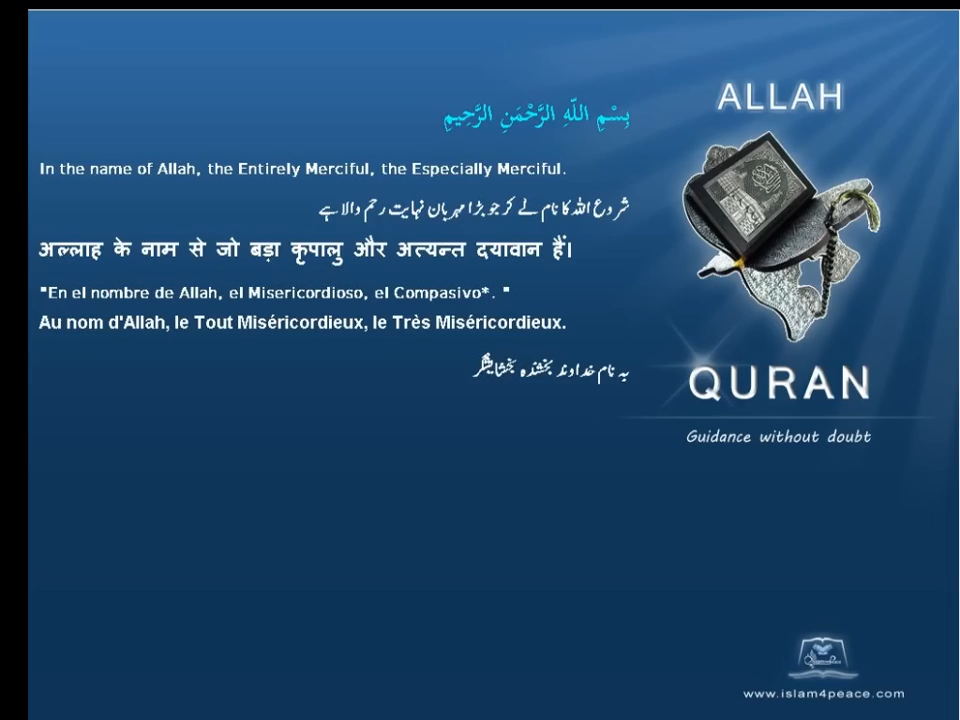 بِسْمِ اللَّهِ الرَّحْمَنِ الرَّحِيمِ
In the name of Allah, the Entirely Merciful, the Especially Merciful.
شروع اللہ کا نام لے کر جو بڑا مہربان نہایت رحم والا ہے
अल्लाह के नाम से जो बड़ा कृपालु और अत्यन्त दयावान हैं।
"En el nombre de Allah, el Misericordioso, el Compasivo*. "
Au nom d'Allah, le Tout Miséricordieux, le Très Miséricordieux.
به نام خداوند بخشنده بخشایشگر
ALLAH
QURAN
Guidance without doubt
www.islam4peace.com